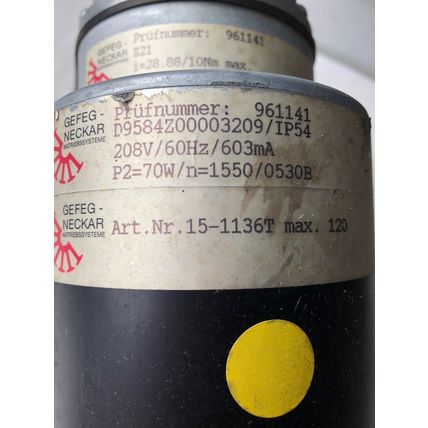 GEFEG-
NECKAR
Prüfnummer: 961141
Z21
i=28.88/10Nm max.
GEFEG-
NECKAR
ANTRIEBSSYSTEME
Prüfnummer: 961141
D9584Z00003209/IP54
208V/60Hz/603mA
P2=70W/n=1550/0530B
GEFEG-
NECKAR
ANTRIEBSSYSTEME
Art.Nr.15-1136T max. 120